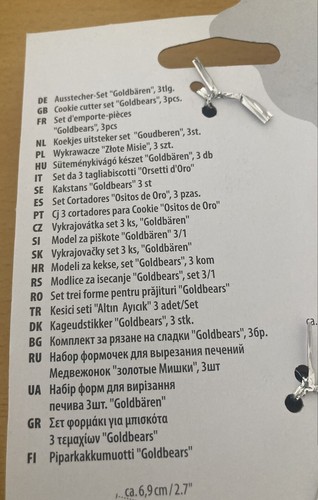 DE Ausstecher-Set "Goldbären", 3tlg.
GB Cookie cutter set "Goldbears", 3pcs.
FR Set d'emporte-pièces
"Goldbears", 3pcs
NL Koekjes uitsteker set "Goudberen", 3st.
PL Wykrawacze "Złote Misie", 3 szt.
HU Süteménykivágó készet "Goldbären", 3 db
IT Set da 3 tagliabiscotti "Orsetti d'Oro"
SE Kakstans "Goldbears" 3 st
ES Set Cortadores "Ositos de Oro", 3 pzas.
PT Cj 3 cortadores para Cookie "Ositos de Oro"
CZ Vykrajovátka set 3 ks, "Goldbären"
SI Model za piškote "Goldbären" 3/1
SK Vykrajovačky set 3 ks, "Goldbären"
HR Modeli za kekse, set "Goldbears", 3 kom
RS Modlice za isecanje "Goldbears", set 3/1
RO Set trei forme pentru prăjituri "Goldbears"
TR Kesici seti "Altın Ayıcık" 3 adet/Set
DK Kageudstikker "Goldbears", 3 stk.
BG Комплект за рязане на сладки "Goldbears", 3бр.
RU Набор формочек для вырезания печений
Медвежонок "золотые Мишки", 3шт
UA Набір форм для вирізання
печива 3шт. "Goldbären"
GR Σετ φορμάκι για μπισκότα
3 τεμαχίων "Goldbears"
FI Piparkakkumuotti "Goldbears"
ca. 6,9 cm / 2.7"
ca.